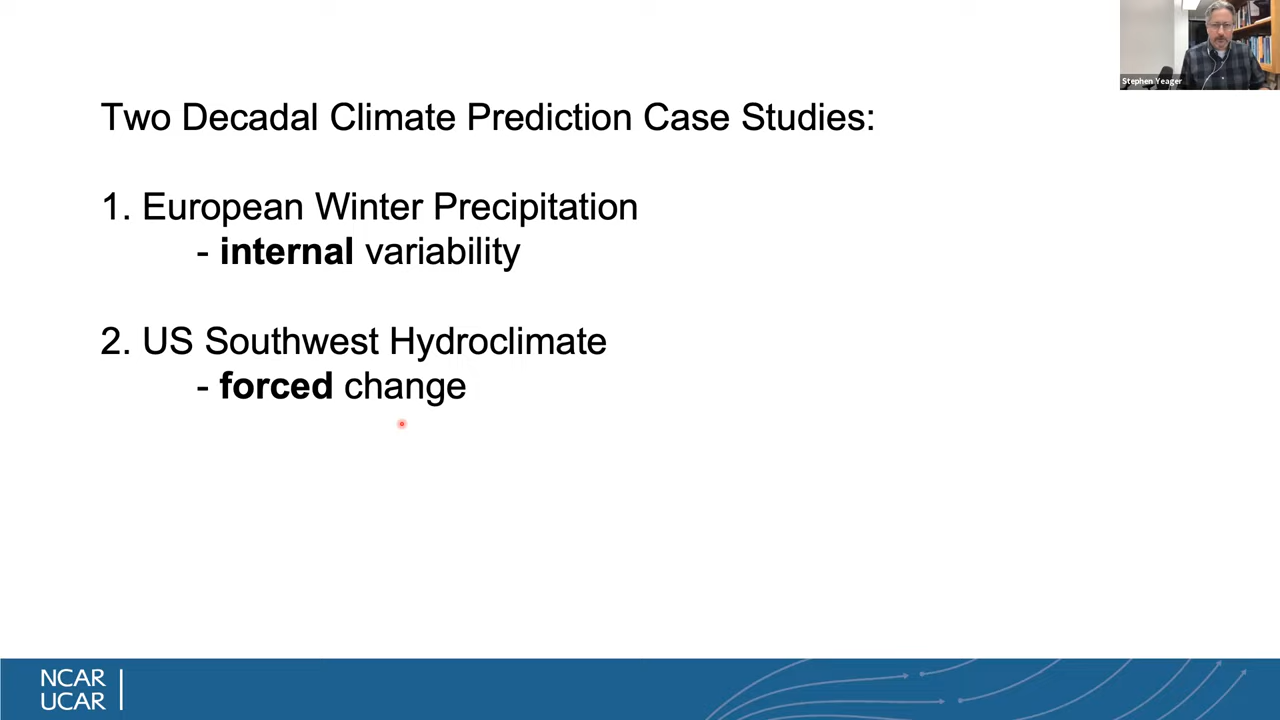 Stephen Yeager
Two Decadal Climate Prediction Case Studies:
1. European Winter Precipitation
- internal variability
2. US Southwest Hydroclimate
- forced change
NCAR
UCAR